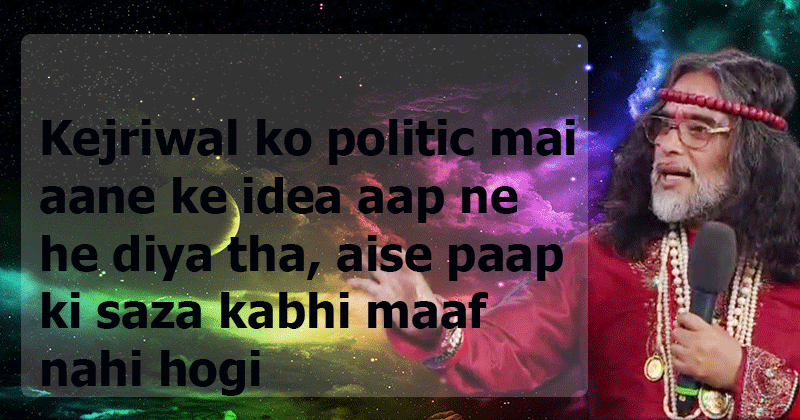 Kejriwal ko politic mai
aane ke idea aap ne
he diya tha, aise paap
ki saza kabhi maaf
nahi hogi